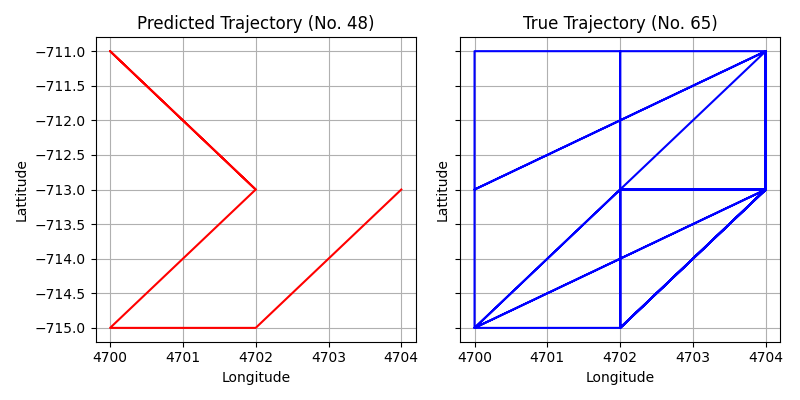 Predicted Trajectory (No. 48)
True Trajectory (No. 65)
−711.0
−711.5
−712.0
−712.5
−713.0
−713.5
−714.0
−714.5
−715.0
Lattitude
Lattitude
4700 4701 4702 4703 4704
4700 4701 4702 4703 4704
Longitude
Longitude